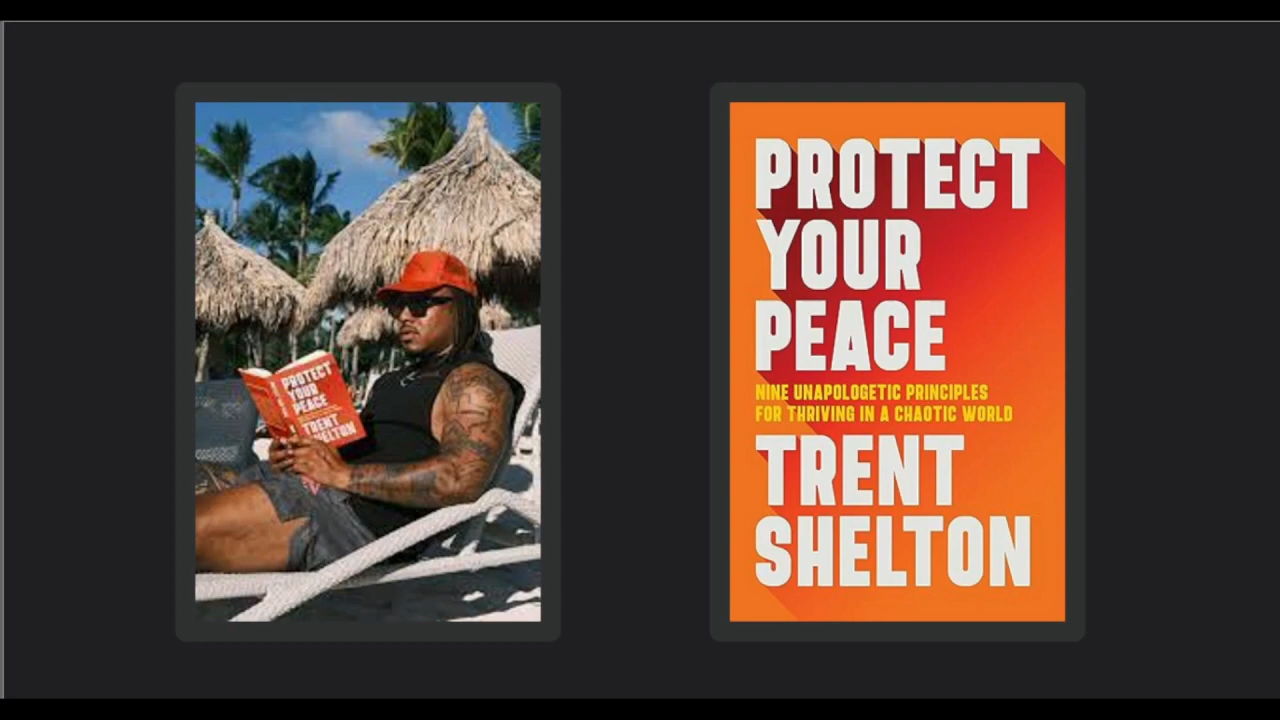 PROTECT
YOUR
PEACE
TRENT
SHELTON
PROTECT
YOUR
PEACE
NINE UNAPOLOGETIC PRINCIPLES
FOR THRIVING IN A CHAOTIC WORLD
TRENT
SHELTON